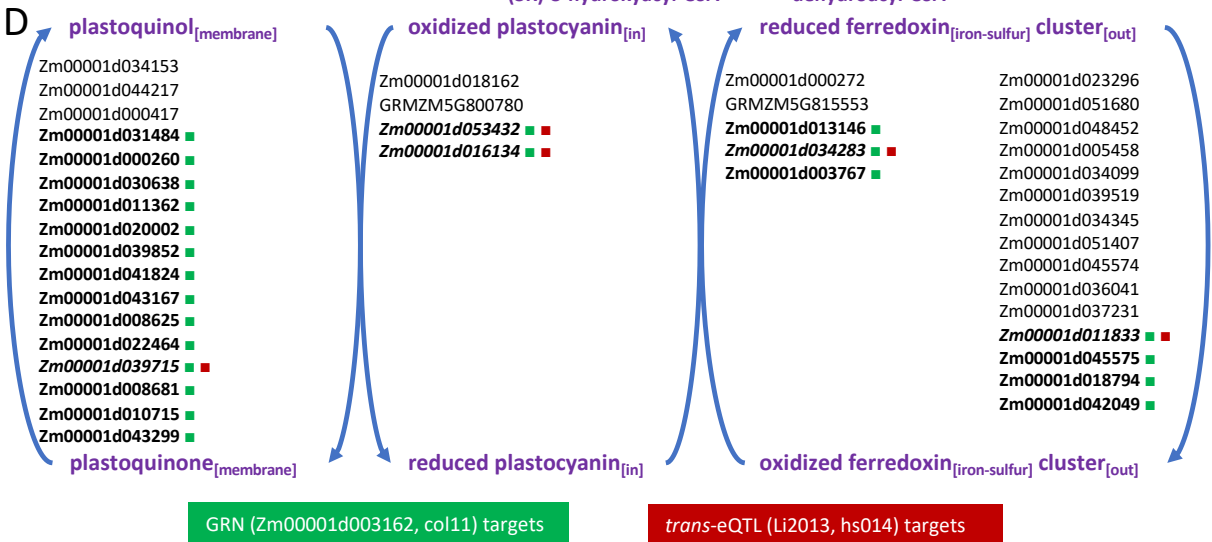 D
plastoquinol[membrane]
Zm00001d034153
Zm00001d044217
Zm00001d000417
Zm00001d031484
Zm00001d000260
Zm00001d030638
Zm00001d011362
Zm00001d020002
Zm00001d039852
Zm00001d041824
Zm00001d043167
Zm00001d008625
Zm00001d022464
Zm00001d039715
Zm00001d008681
Zm00001d010715
Zm00001d043299
plastoquinone[membrane]
oxidized plastocyanin[in]
Zm00001d018162
GRMZM5G800780
Zm00001d053432
Zm00001d016134
reduced plastocyanin[in]
reduced ferredoxin[iron-sulfur] cluster[out]
Zm00001d000272
GRMZM5G815553
Zm00001d013146
Zm00001d034283
Zm00001d003767
Zm00001d023296
Zm00001d051680
Zm00001d048452
Zm00001d005458
Zm00001d034099
Zm00001d039519
Zm00001d034345
Zm00001d051407
Zm00001d045574
Zm00001d036041
Zm00001d037231
Zm00001d011833
Zm00001d045575
Zm00001d018794
Zm00001d042049
oxidized ferredoxin[iron-sulfur] cluster[out]
GRN (Zm00001d003162, col11) targets
trans-eQTL (Li2013, hs014) targets